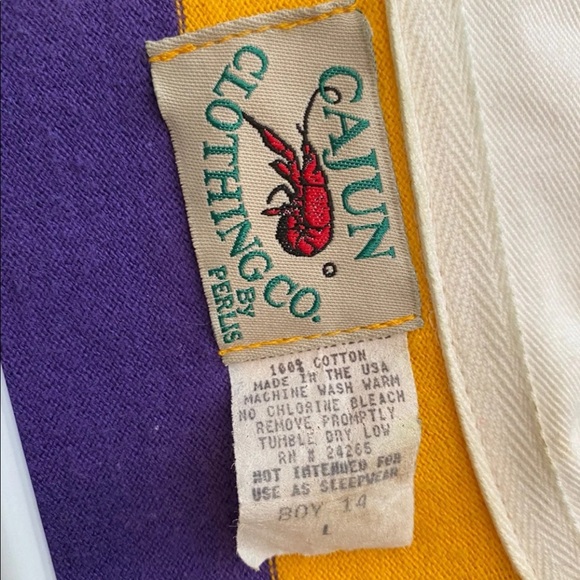 CAJUN
CLOTHING CO.
BY
PERLIS
100% COTTON
MADE IN THE USA
MACHINE WASH WARM
NO CHLORINE BLEACH
REMOVE PROMPTLY
TUMBLE DRY LOW
RN # 24265
NOT INTENDED FOR
USE AS SLEEPWEAR
BOY 14
L